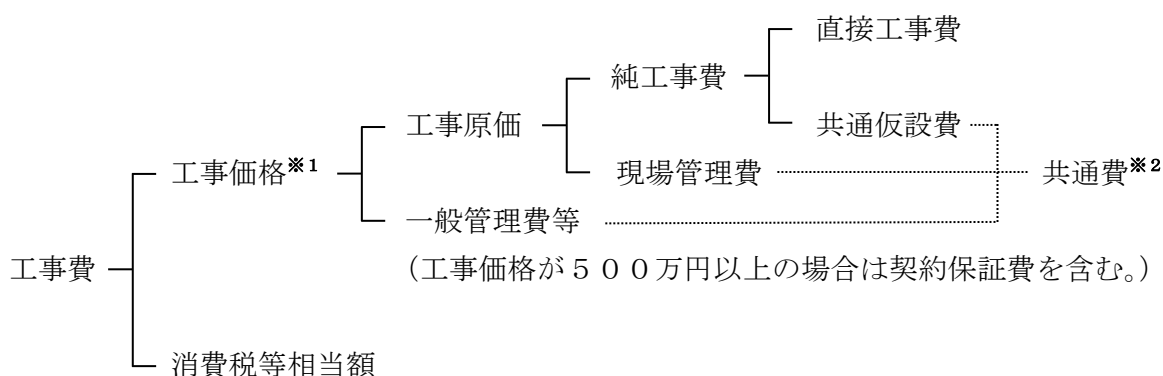 直接工事費
純工事費
工事原価
共通仮設費
工事価格※1
現場管理費
共通費※2
一般管理費等
工事費
（工事価格が５００万円以上の場合は契約保証費を含む。）
消費税等相当額